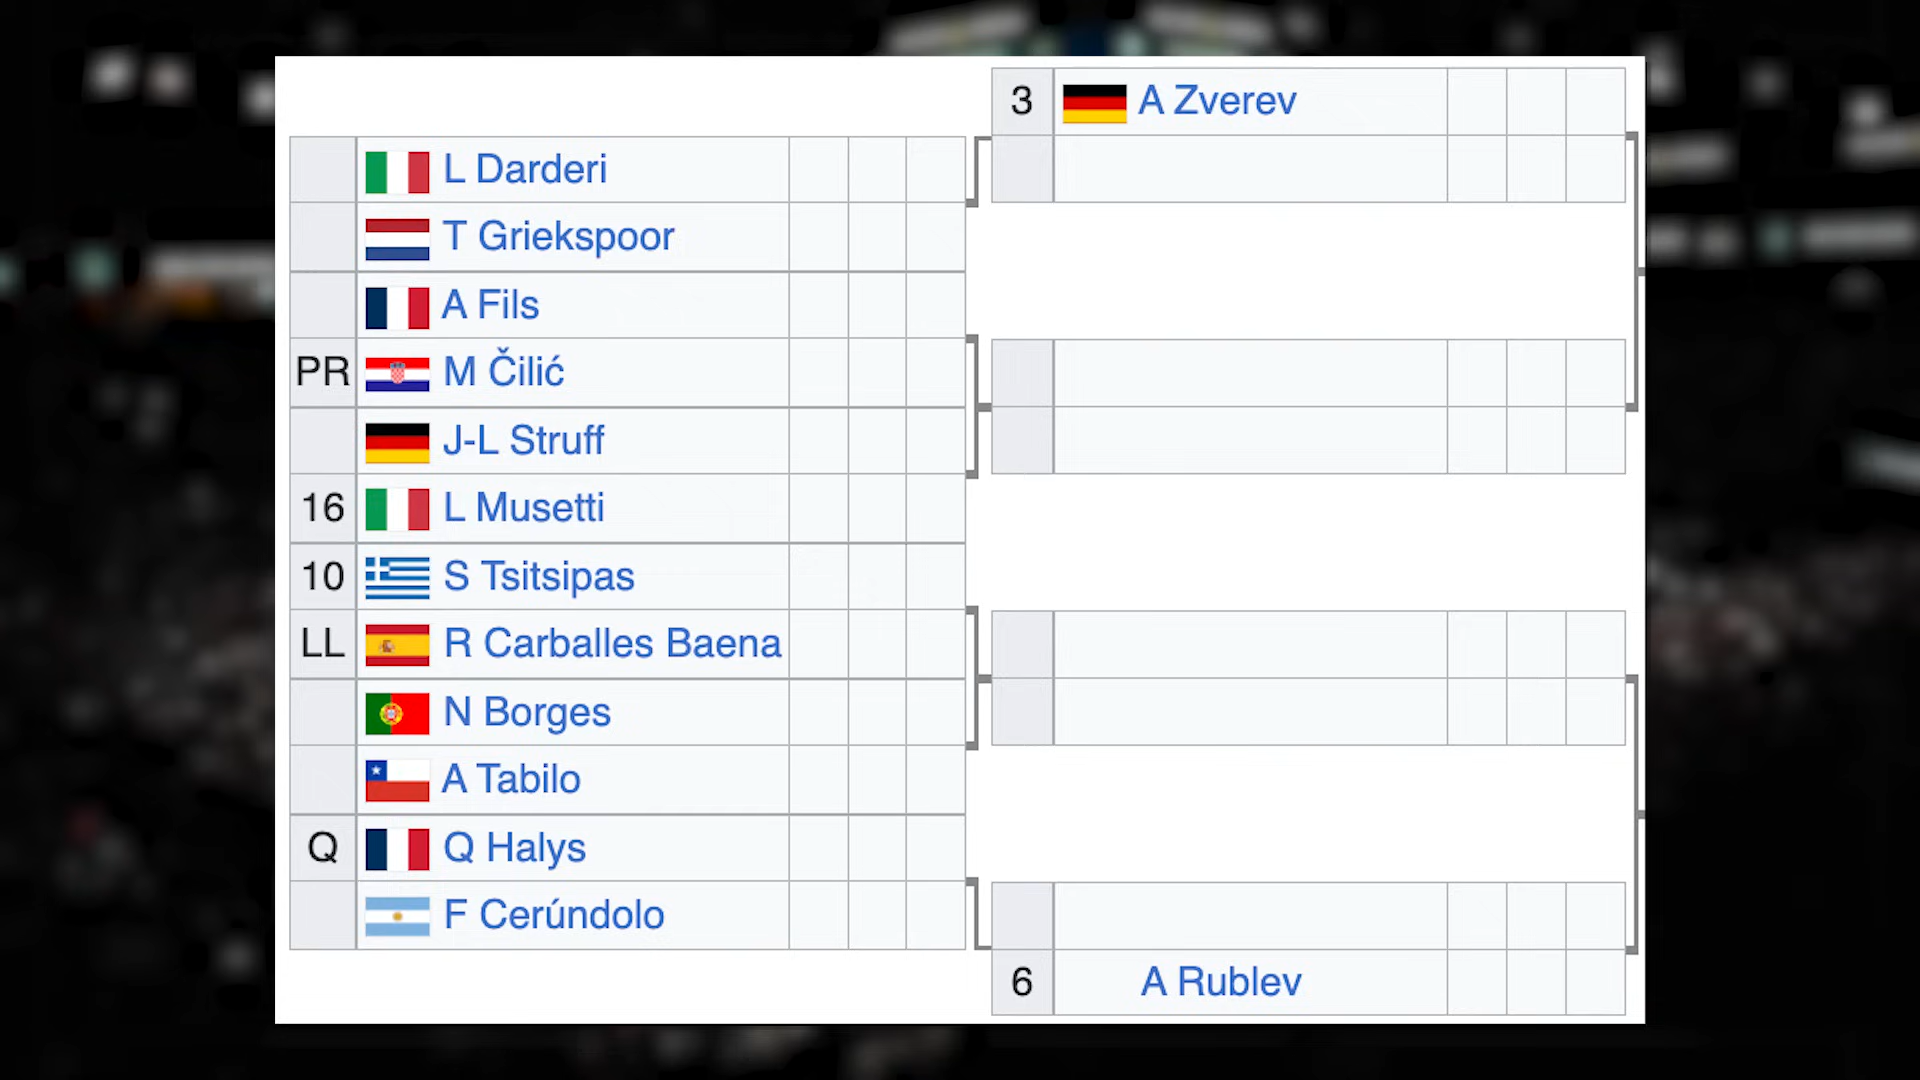 3 A Zverev
L Darderi
T Griekspoor
A Fils
PR M Čilić
J-L Struff
16 L Musetti
10 S Tsitsipas
LL R Carballes Baena
N Borges
A Tabilo
Q Q Halys
F Cerúndolo
6 A Rublev